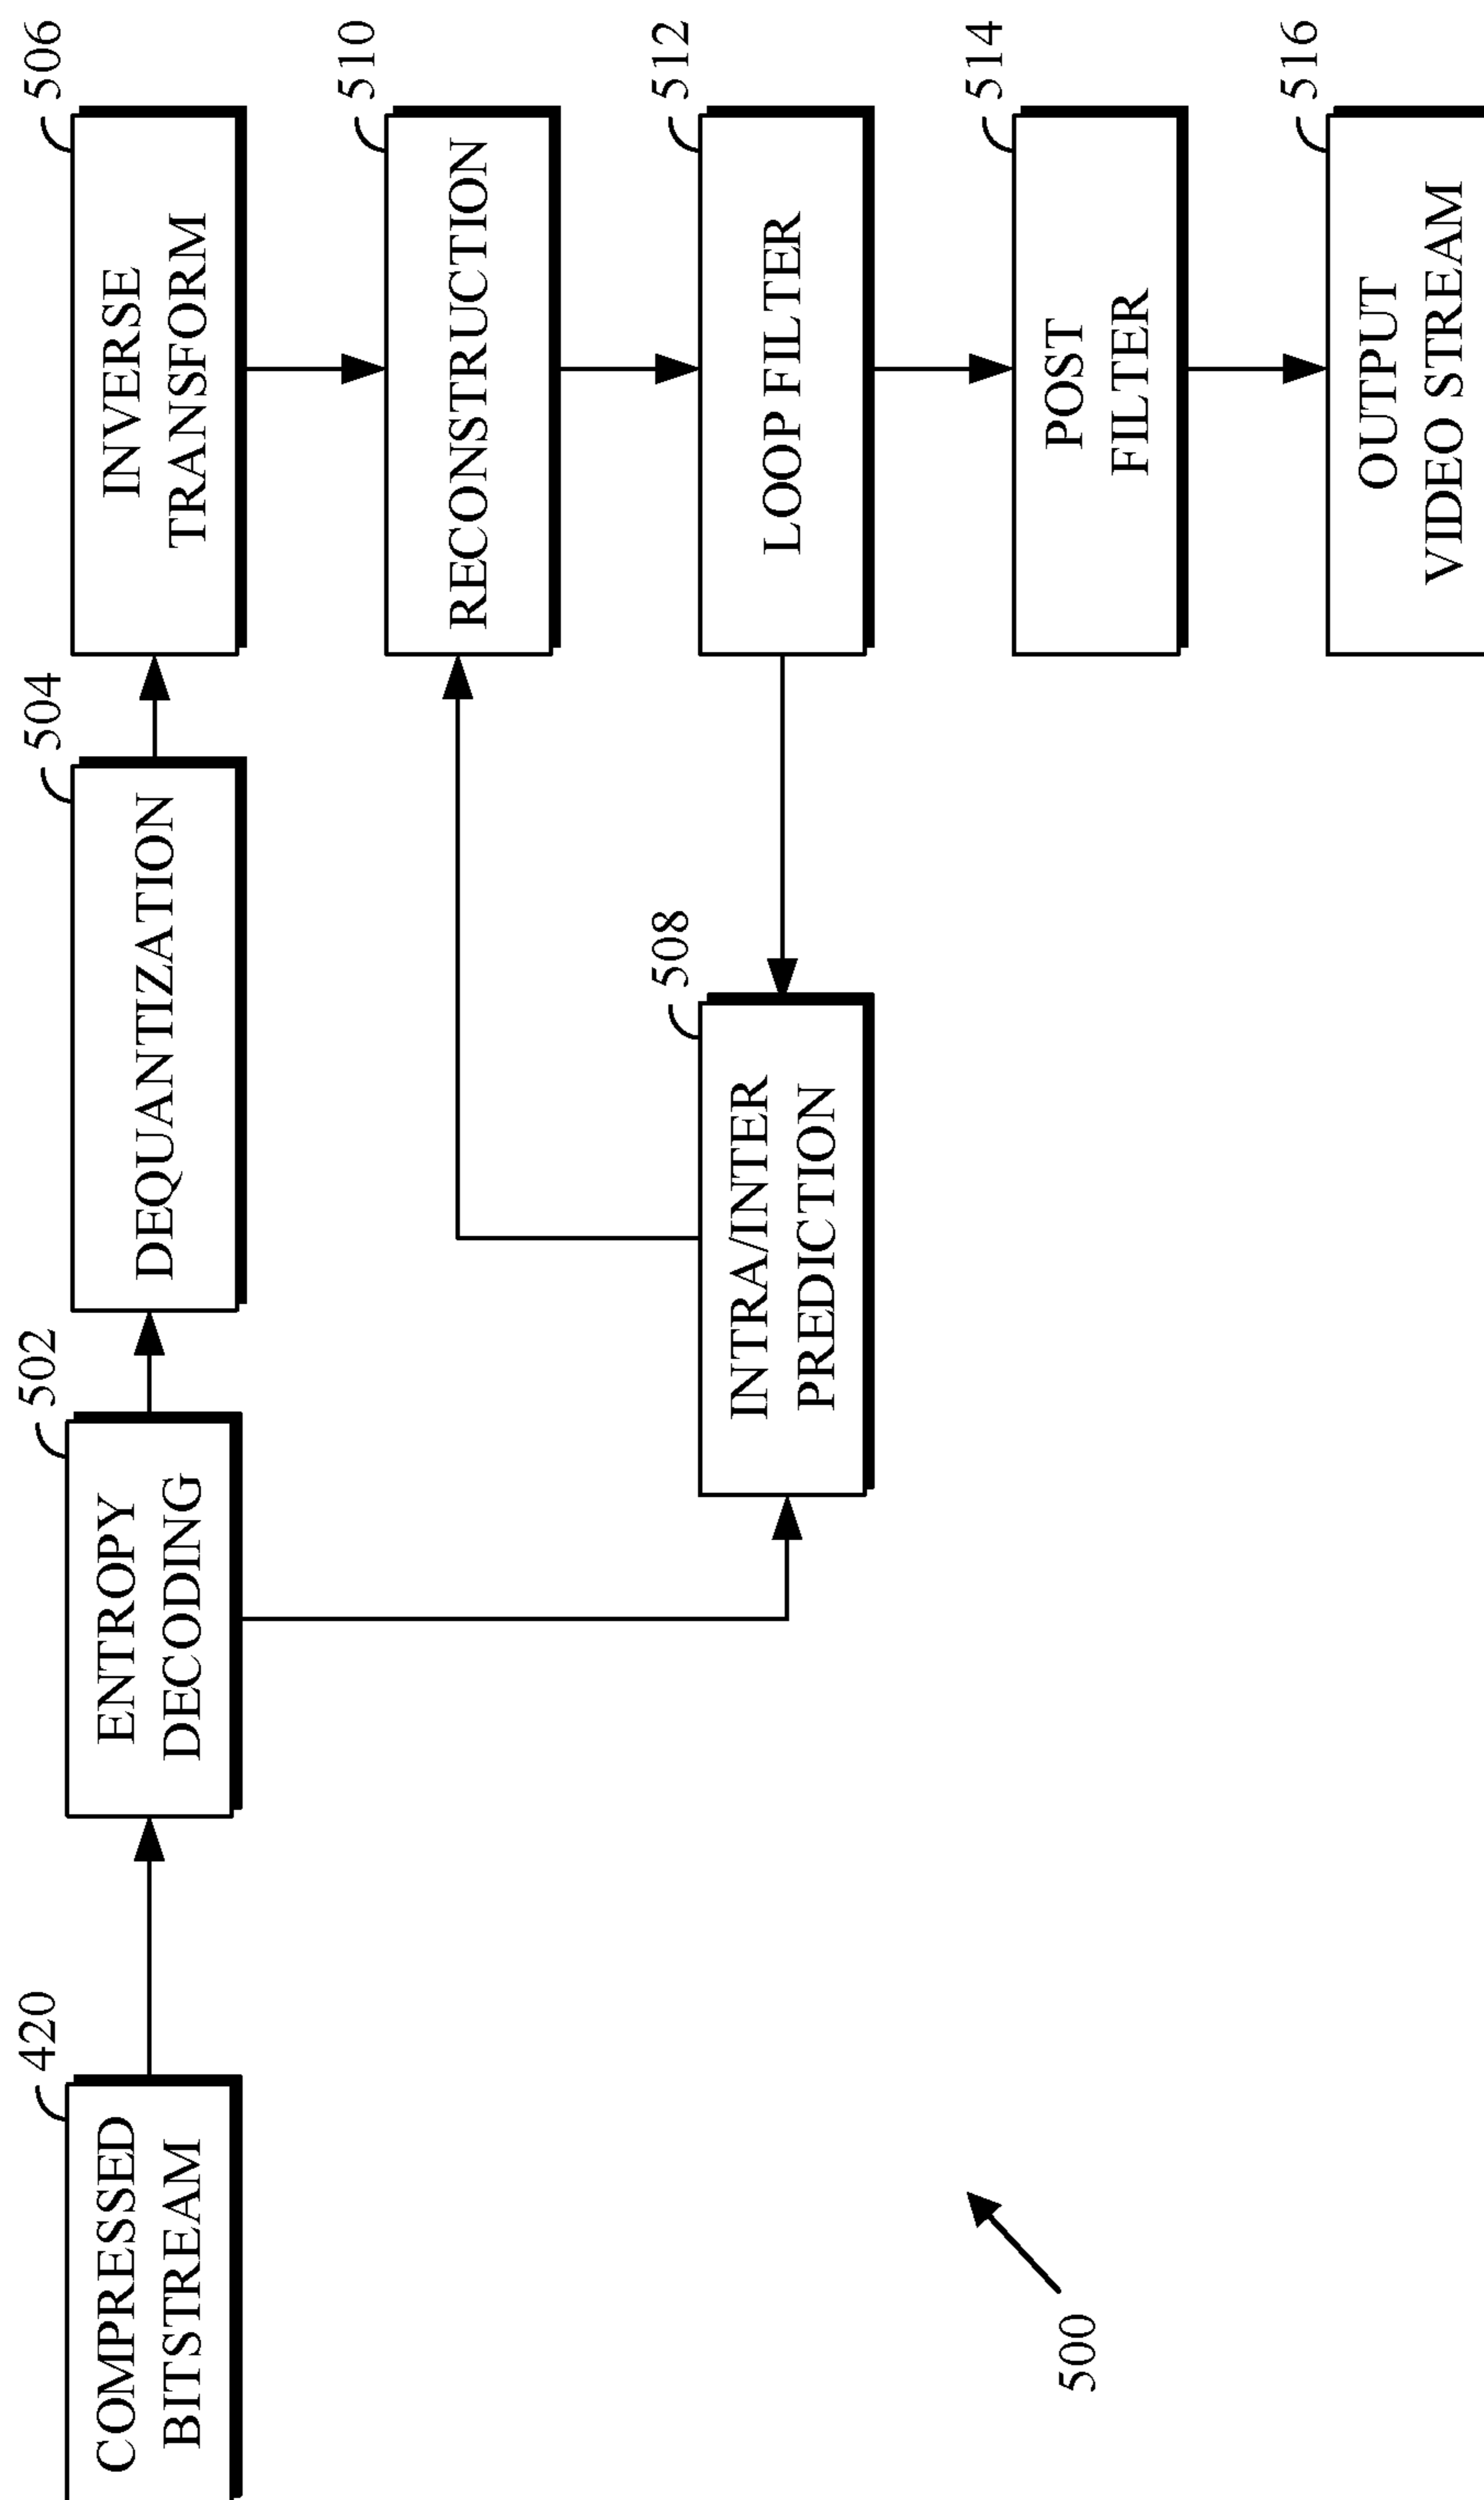 420
COMPRESSED
BITSTREAM
502
ENTROPY
DECODING
504
DEQUANTIZATION
506
INVERSE
TRANSFORM
510
RECONSTRUCTION
508
INTRA/INTER
PREDICTION
512
LOOP FILTER
514
POST
FILTER
516
OUTPUT
VIDEO STREAM
500